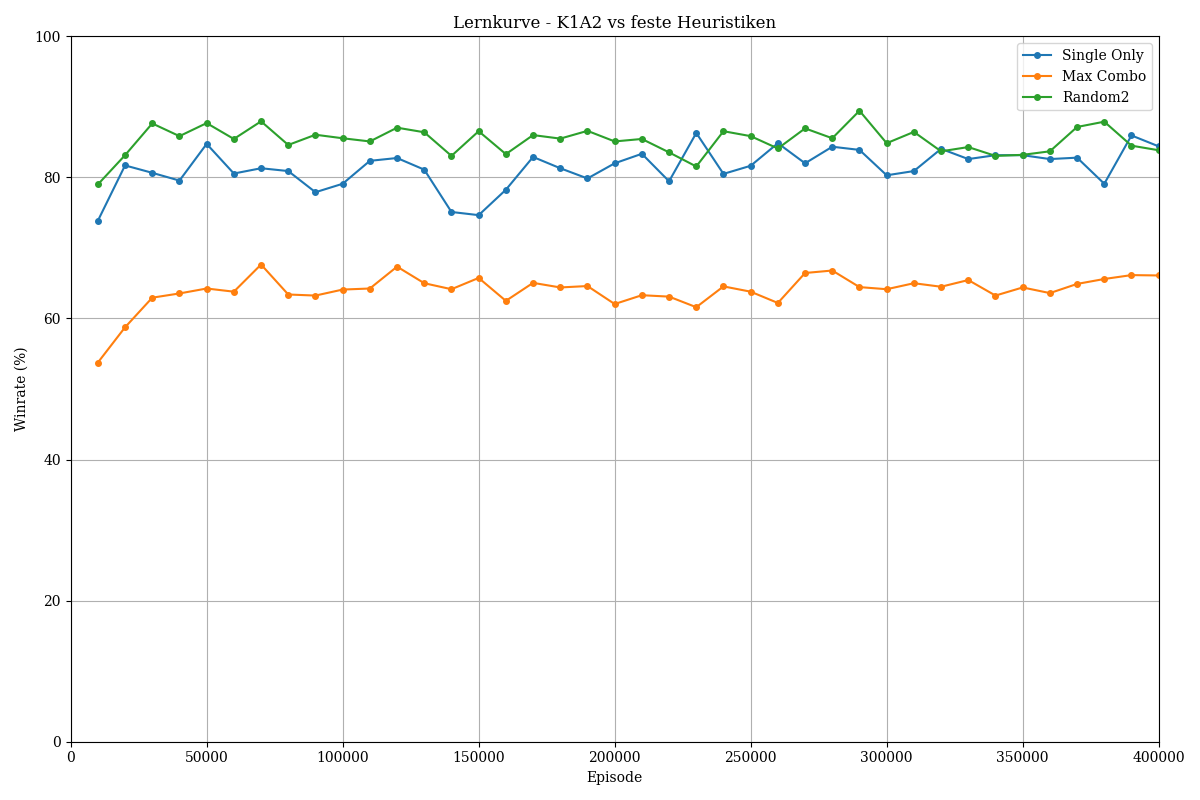 Lernkurve - K1A2 vs feste Heuristiken
Single Only
Max Combo
Random2
Winrate (%)
100
80
60
40
20
0
0 50000 100000 150000 200000 250000 300000 350000 400000
Episode